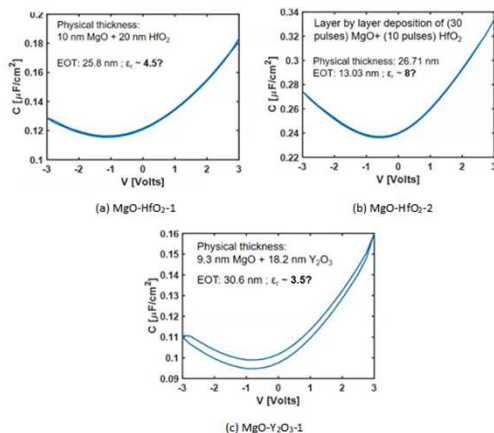 0.2
0.18
0.16
0.14
0.12
0.1
C [μF/cm²]
Physical thickness:
10 nm MgO + 20 nm HfO₂
EOT: 25.8 nm ; εᵣ ~ 4.5?
-3 -2 -1 0 1 2 3
V [Volts]
(a) MgO-HfO₂-1
0.34
0.32
0.3
0.28
0.26
0.24
0.22
C [μF/cm²]
Layer by layer deposition of (30
pulses) MgO+ (10 pulses) HfO₂
Physical thickness: 26.71 nm
EOT: 13.03 nm ; εᵣ ~ 8?
-3 -2 -1 0 1 2 3
V [Volts]
(b) MgO-HfO₂-2
0.16
0.15
0.14
0.13
0.12
0.11
0.1
0.09
C [μF/cm²]
Physical thickness:
9.3 nm MgO + 18.2 nm Y₂O₃
EOT: 30.6 nm ; εᵣ ~ 3.5?
-3 -2 -1 0 1 2 3
V [Volts]
(c) MgO-Y₂O₃-1